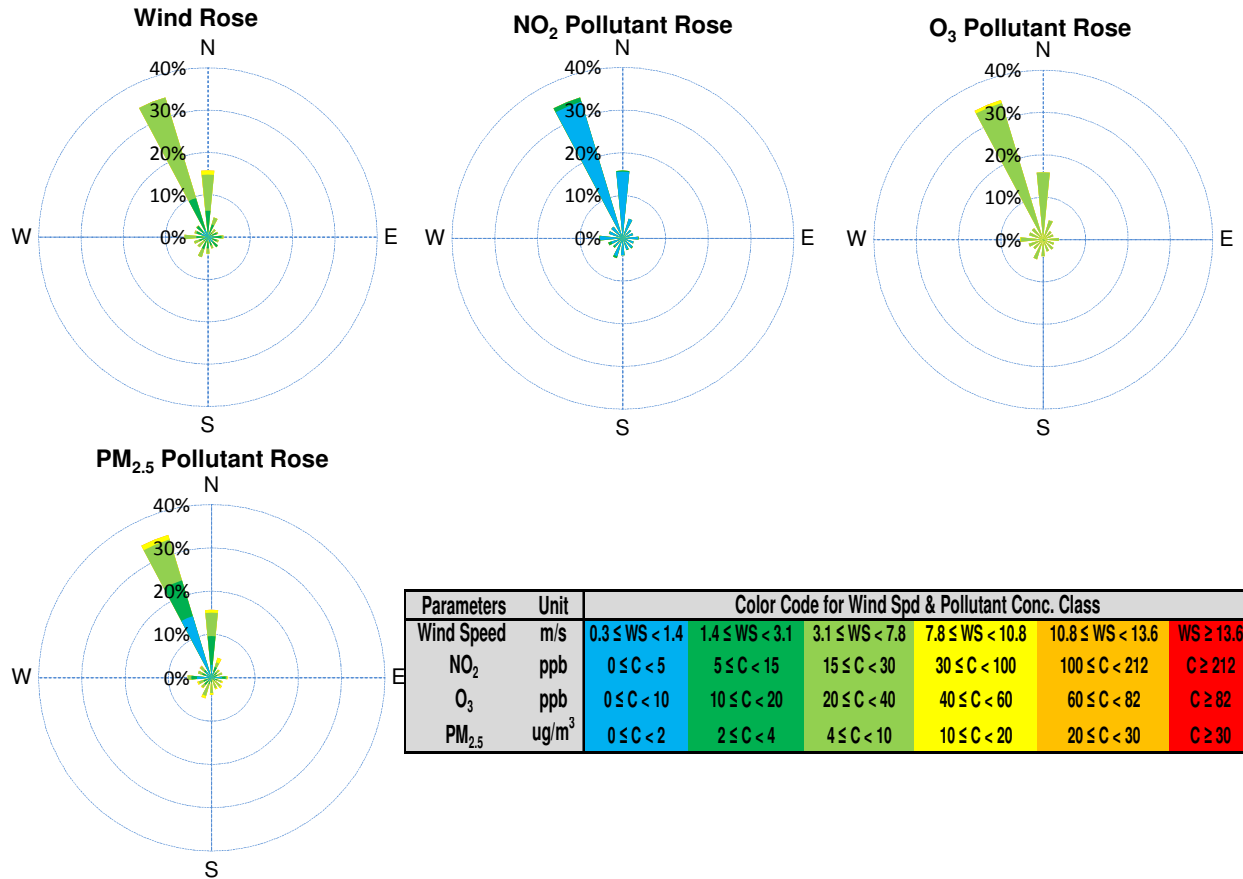 Wind Rose
N
40%
30%
20%
10%
0%
W
E
S
NO2 Pollutant Rose
N
40%
30%
20%
10%
0%
W
E
S
O3 Pollutant Rose
N
40%
30%
20%
10%
0%
W
E
S
PM2.5 Pollutant Rose
N
40%
30%
20%
10%
0%
W
E
S
Parameters Unit Color Code for Wind Spd & Pollutant Conc. Class
Wind Speed m/s 0.3 ≤ WS < 1.4 1.4 ≤ WS < 3.1 3.1 ≤ WS < 7.8 7.8 ≤ WS < 10.8 10.8 ≤ WS < 13.6 WS ≥ 13.6
NO2 ppb 0 ≤ C < 5 5 ≤ C < 15 15 ≤ C < 30 30 ≤ C < 100 100 ≤ C < 212 C ≥ 212
O3 ppb 0 ≤ C < 10 10 ≤ C < 20 20 ≤ C < 40 40 ≤ C < 60 60 ≤ C < 82 C ≥ 82
PM2.5 ug/m3 0 ≤ C < 2 2 ≤ C < 4 4 ≤ C < 10 10 ≤ C < 20 20 ≤ C < 30 C ≥ 30